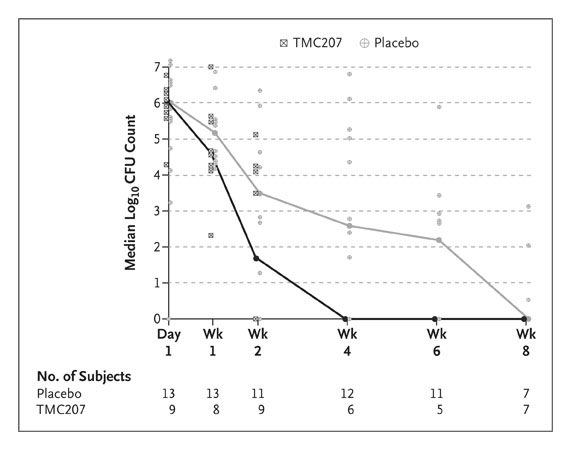 TMC207 Placebo
7
6
5
4
3
2
1
0
Median Log10 CFU Count
Day Wk Wk Wk Wk Wk
1 1 2 4 6 8
No. of Subjects
Placebo 13 13 11 12 11 7
TMC207 9 8 9 6 5 7